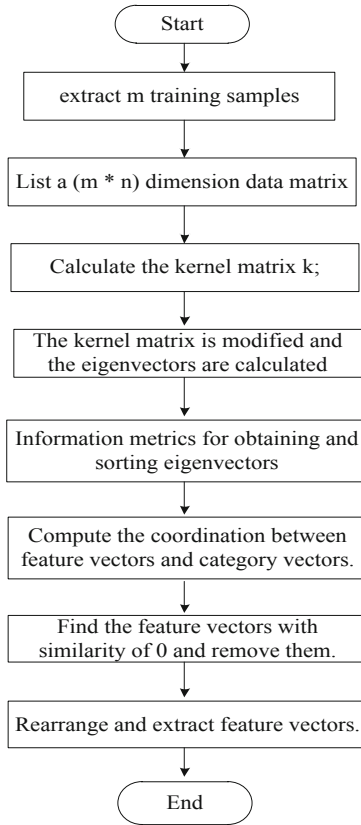 Start
extract m training samples
List a (m * n) dimension data matrix
Calculate the kernel matrix k;
The kernel matrix is modified and
the eigenvectors are calculated
Information metrics for obtaining and
sorting eigenvectors
Compute the coordination between
feature vectors and category vectors.
Find the feature vectors with
similarity of 0 and remove them.
Rearrange and extract feature vectors.
End